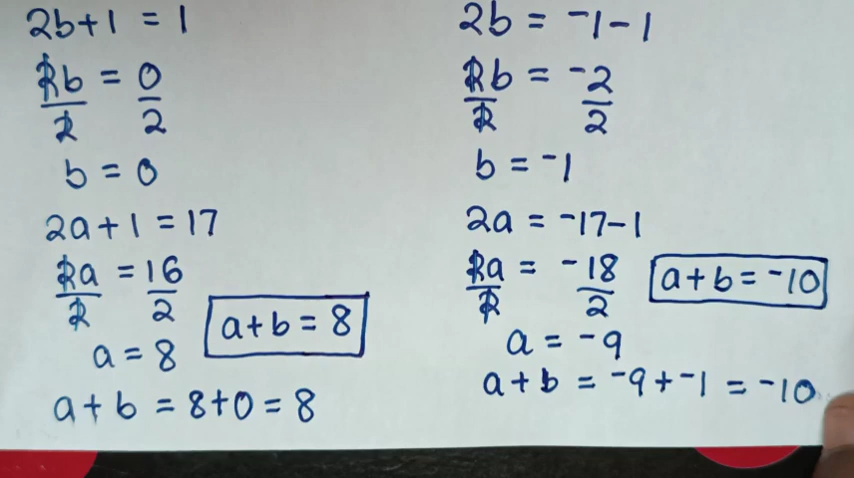 2b+1 = 1
2b/2 = 0/2
b = 0
2a+1 = 17
2a/2 = 16/2
a = 8
a+b = 8
a+b = 8+0 = 8
2b = -1-1
2b/2 = -2/2
b = -1
2a = -17-1
2a/2 = -18/2
a+b = -10
a = -9
a+b = -9+-1 = -10